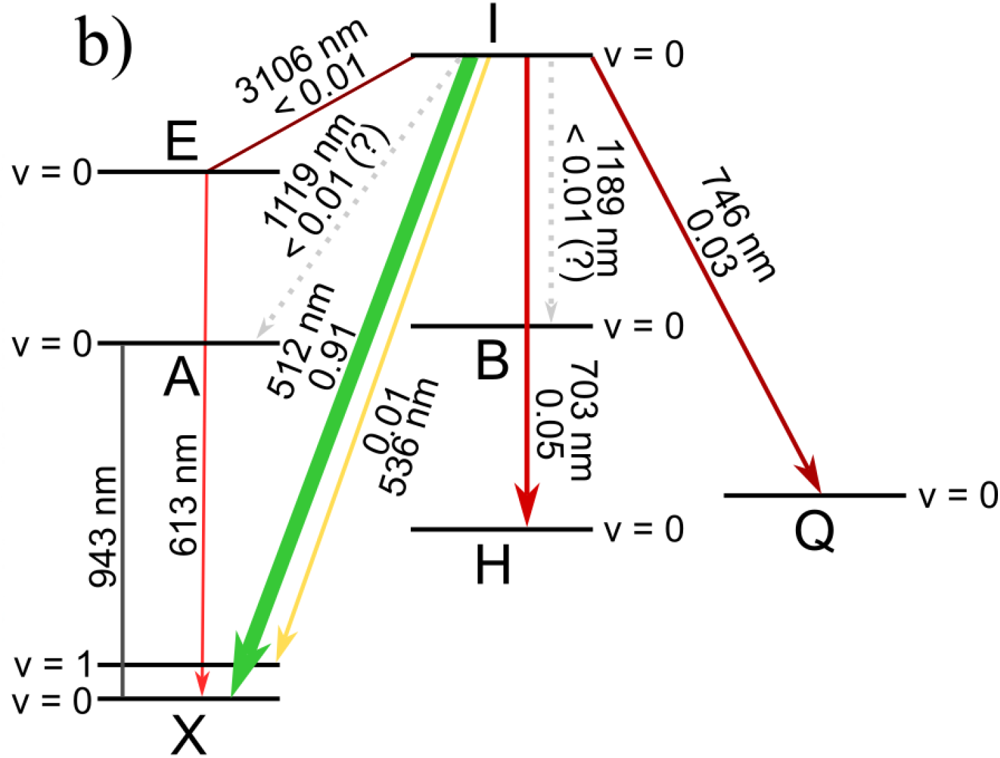 b)
I
v = 0
3106 nm
< 0.01
E
v = 0
1119 nm
< 0.01 (?)
1189 nm
< 0.01 (?)
746 nm
0.03
v = 0
A
512 nm
0.91
v = 0
B
0.01
536 nm
703 nm
0.05
943 nm
613 nm
v = 0
Q
v = 0
H
v = 1
v = 0
X